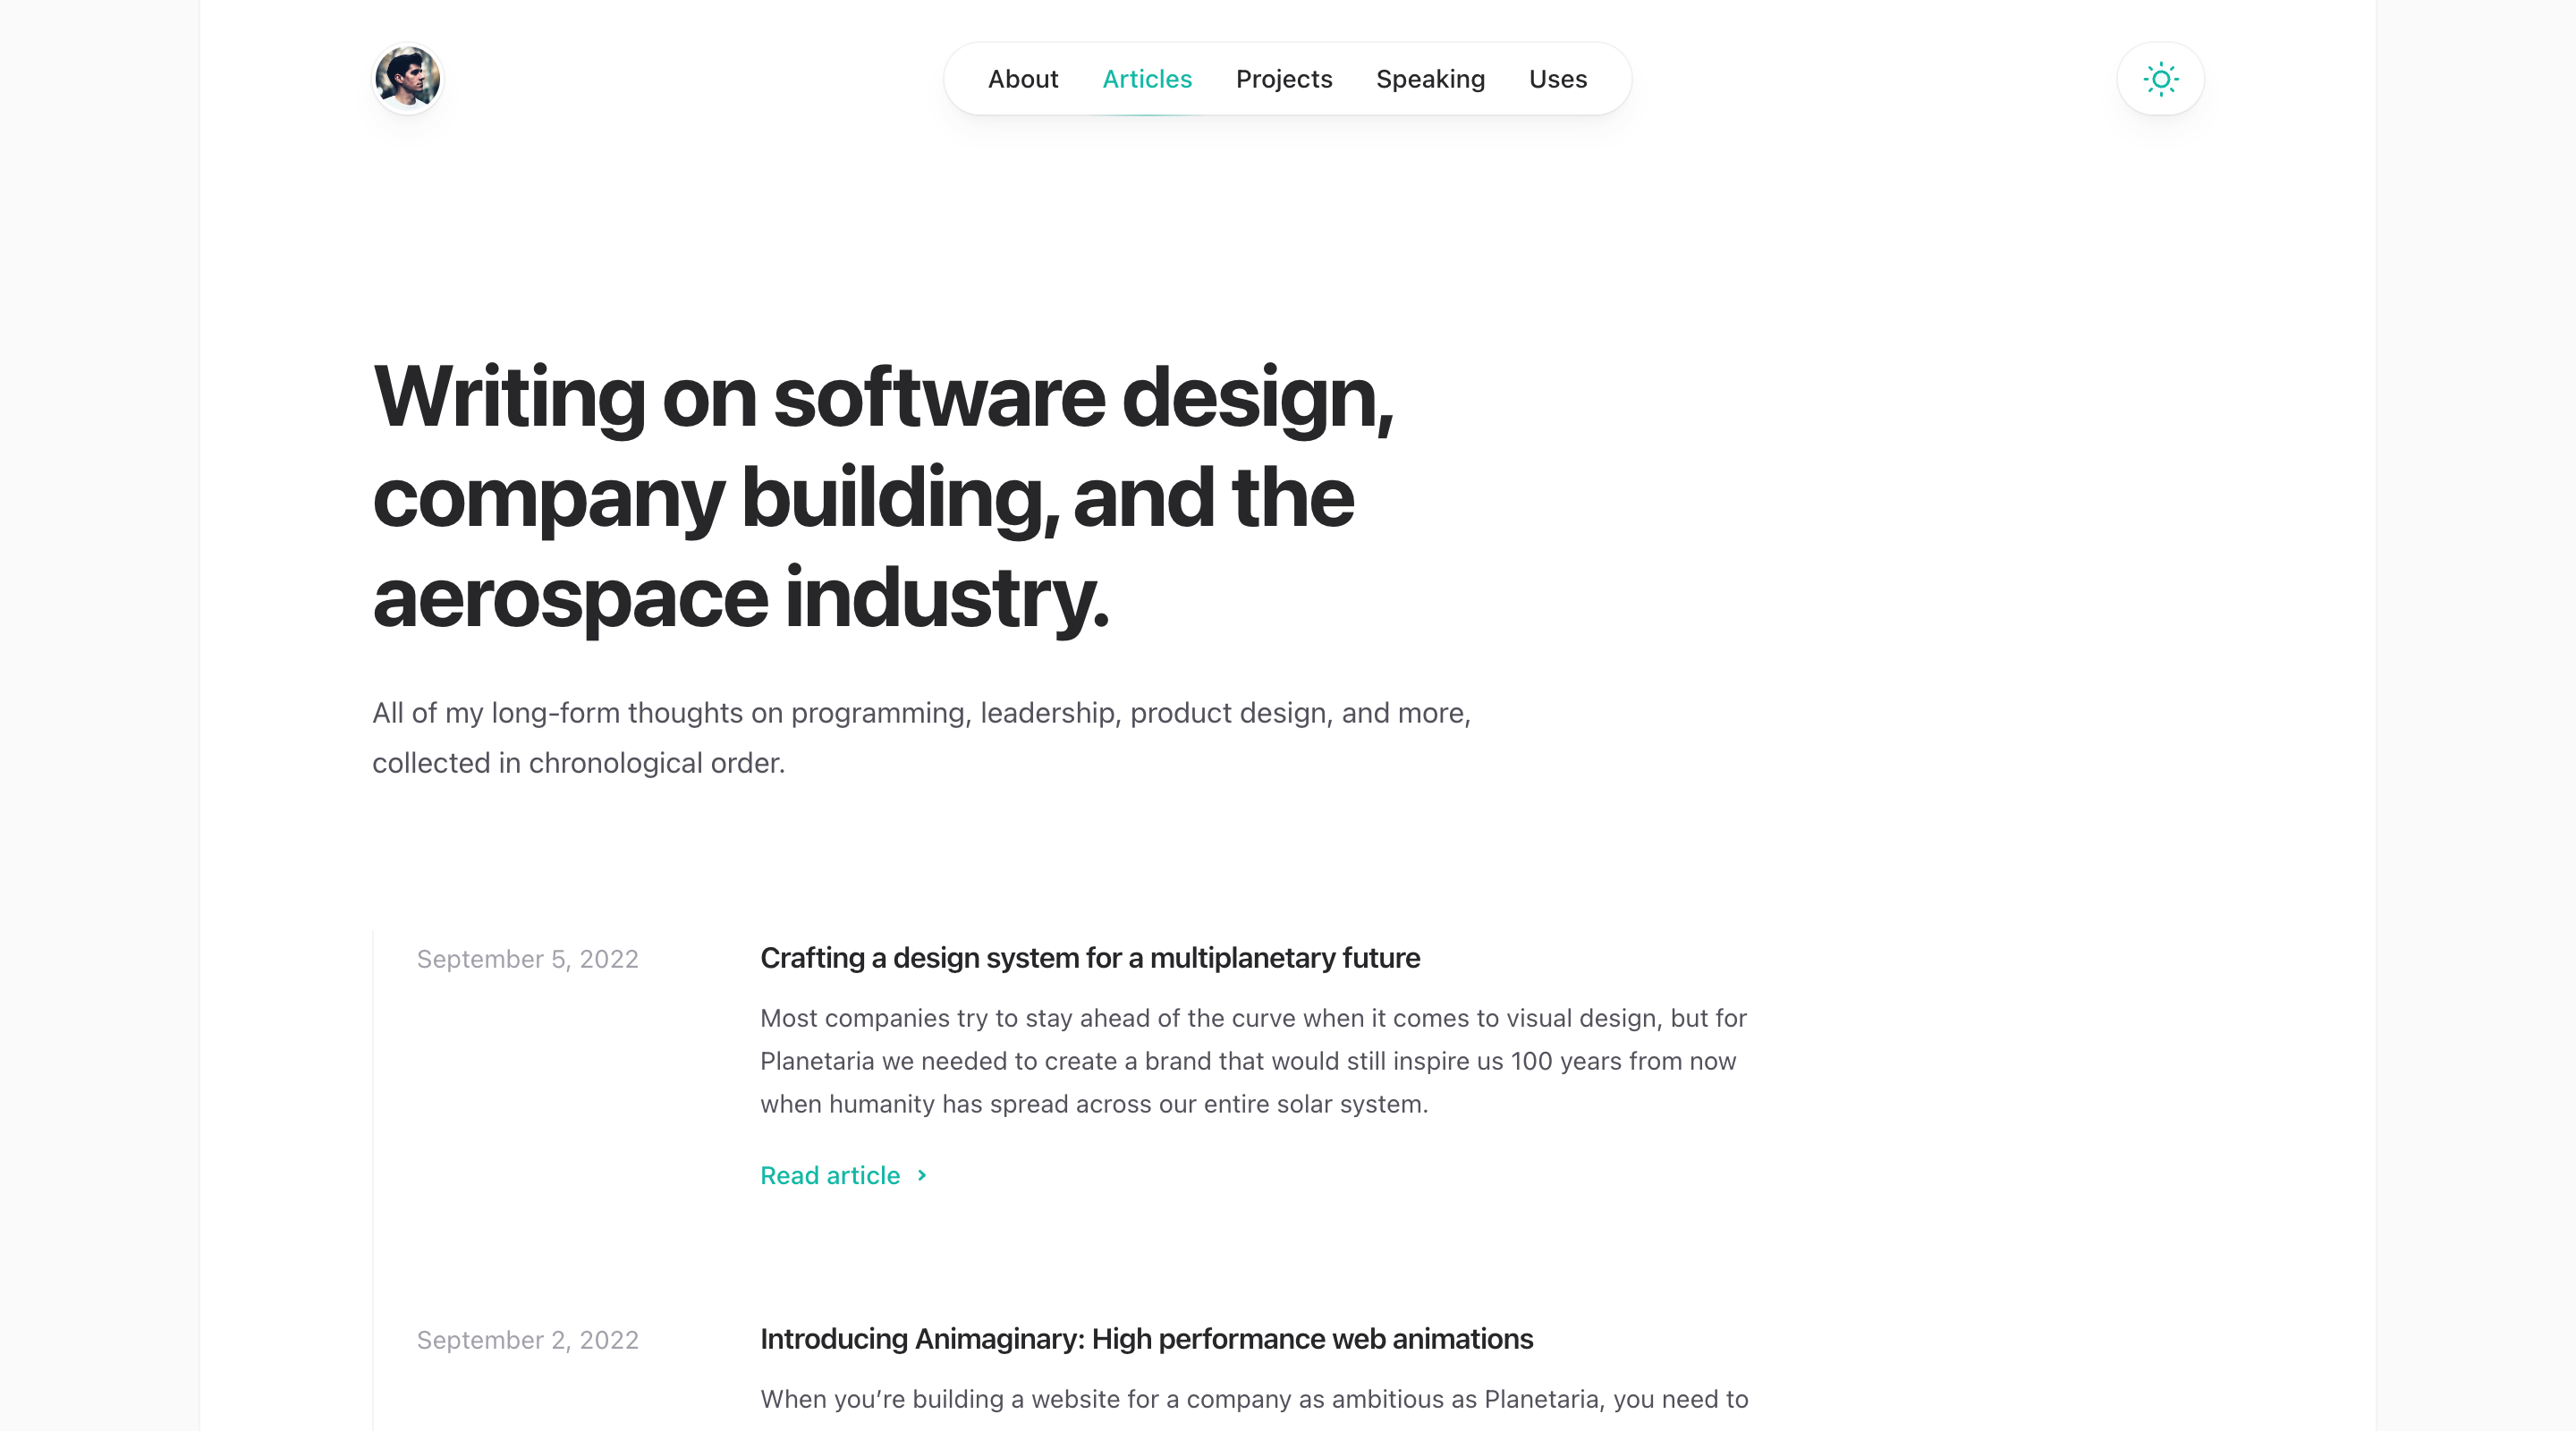 About Articles Projects Speaking Uses
Writing on software design,
company building, and the
aerospace industry.
All of my long-form thoughts on programming, leadership, product design, and more,
collected in chronological order.
September 5, 2022
Crafting a design system for a multiplanetary future
Most companies try to stay ahead of the curve when it comes to visual design, but for
Planetaria we needed to create a brand that would still inspire us 100 years from now
when humanity has spread across our entire solar system.
Read article
September 2, 2022
Introducing Animaginary: High performance web animations
When you’re building a website for a company as ambitious as Planetaria, you need to